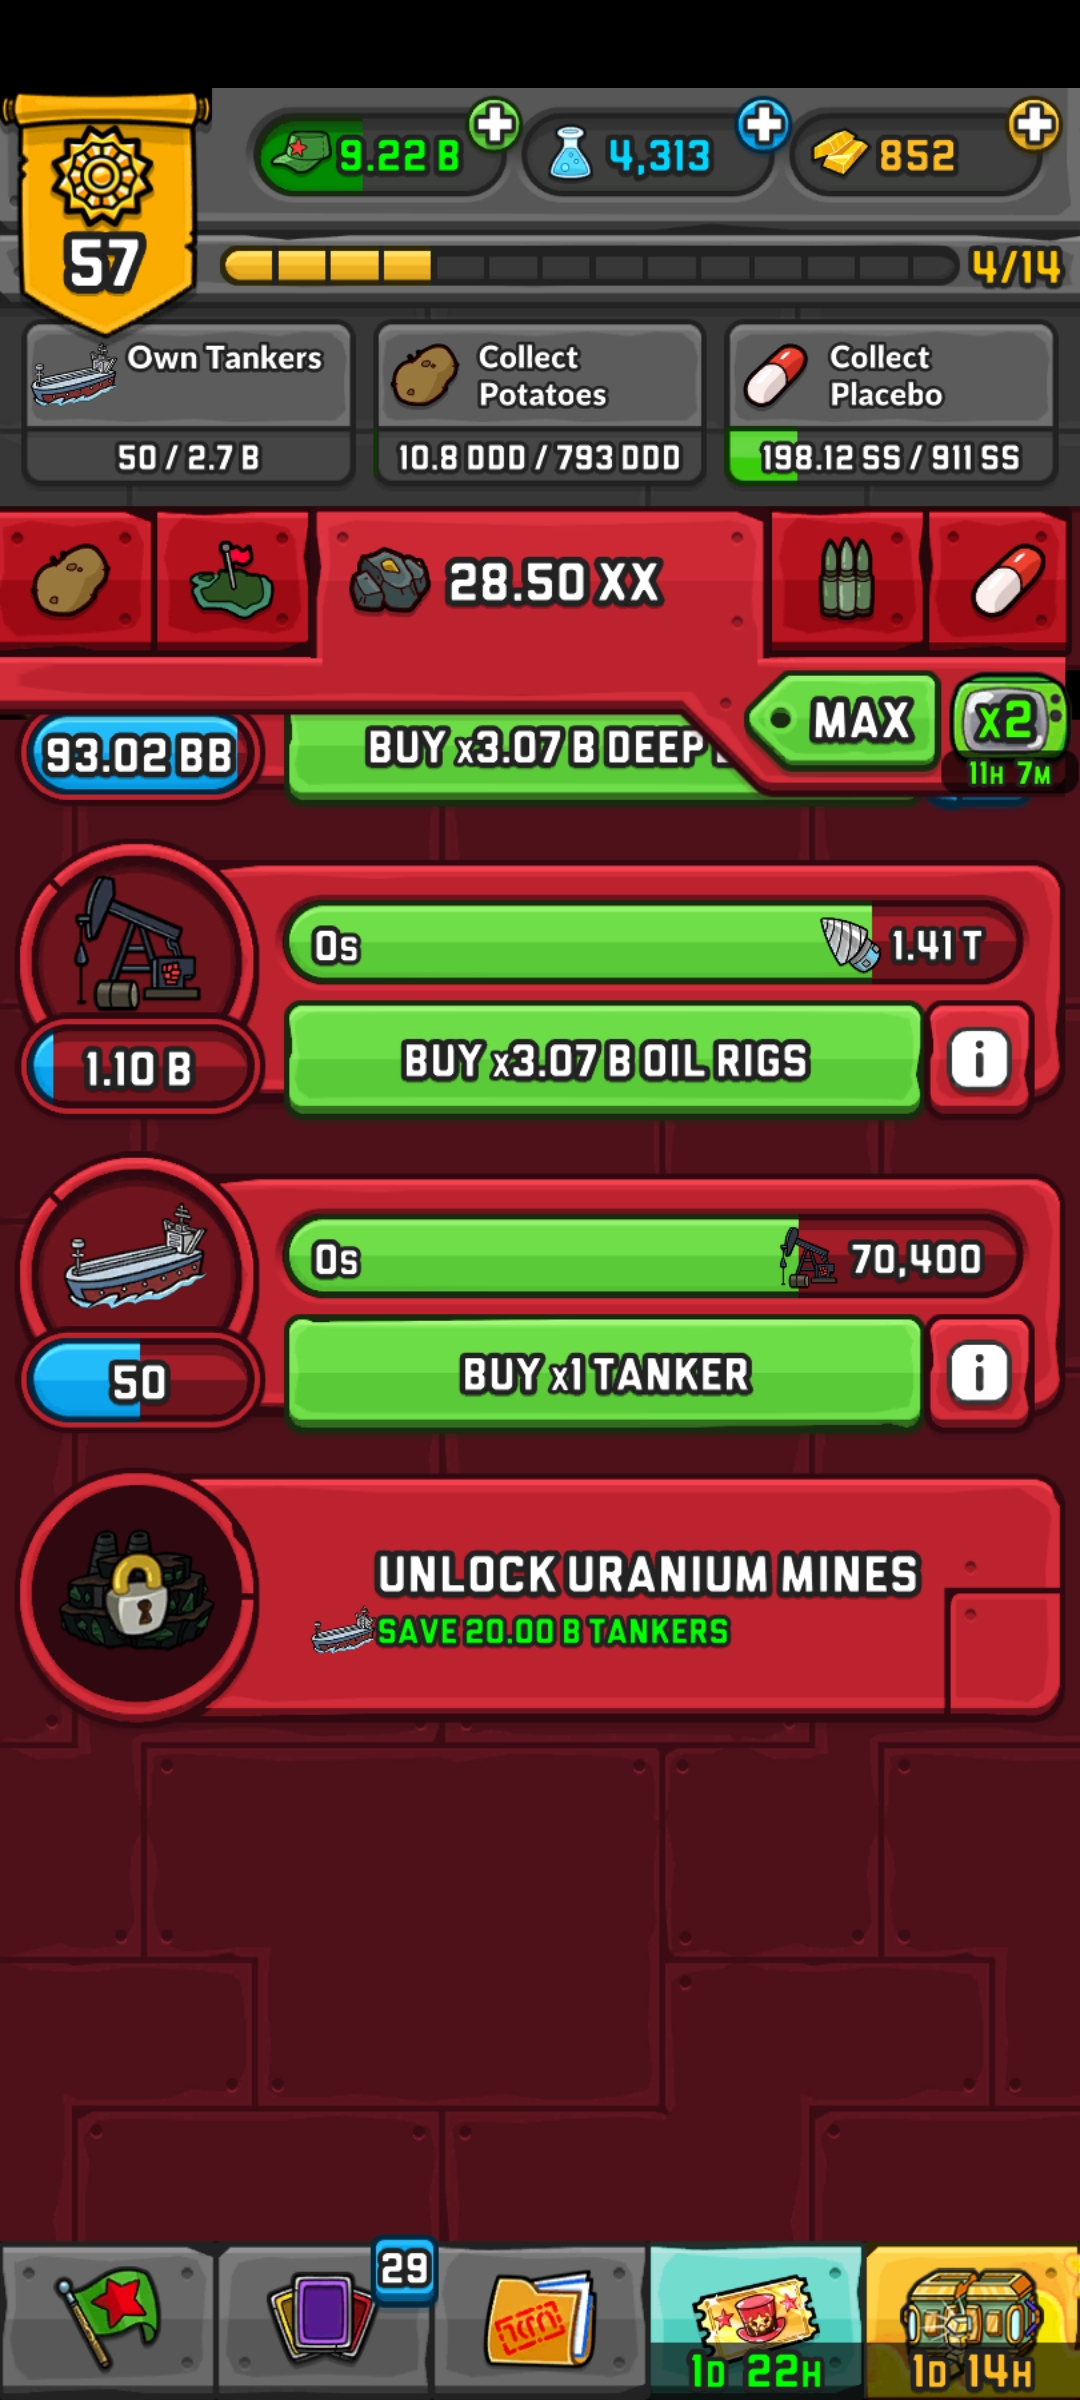 57
9.22 B
4,313
852
4/14
Own Tankers
50 / 2.7 B
Collect
Potatoes
10.8 DDD / 793 DDD
Collect
Placebo
198.12 SS / 911 SS
28.50 XX
MAX
x2
11H 7M
93.02 BB
BUY x3.07 B DEEP
0s
1.41 T
1.10 B
BUY x3.07 B OIL RIGS
i
0s
70,400
50
BUY x1 TANKER
i
UNLOCK URANIUM MINES
SAVE 20.00 B TANKERS
29
1D 22H
1D 14H